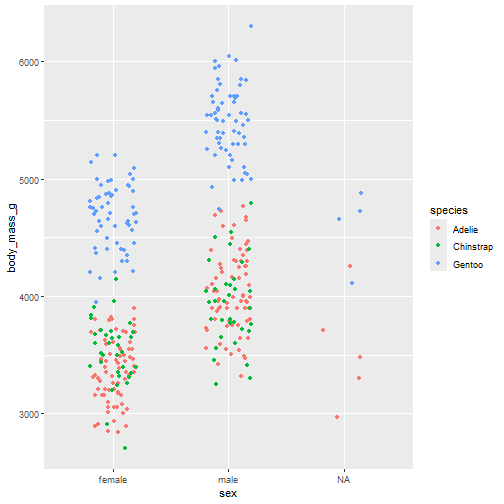 6000
5000
4000
3000
body_mass_g
female
male
NA
sex
species
Adelie
Chinstrap
Gentoo